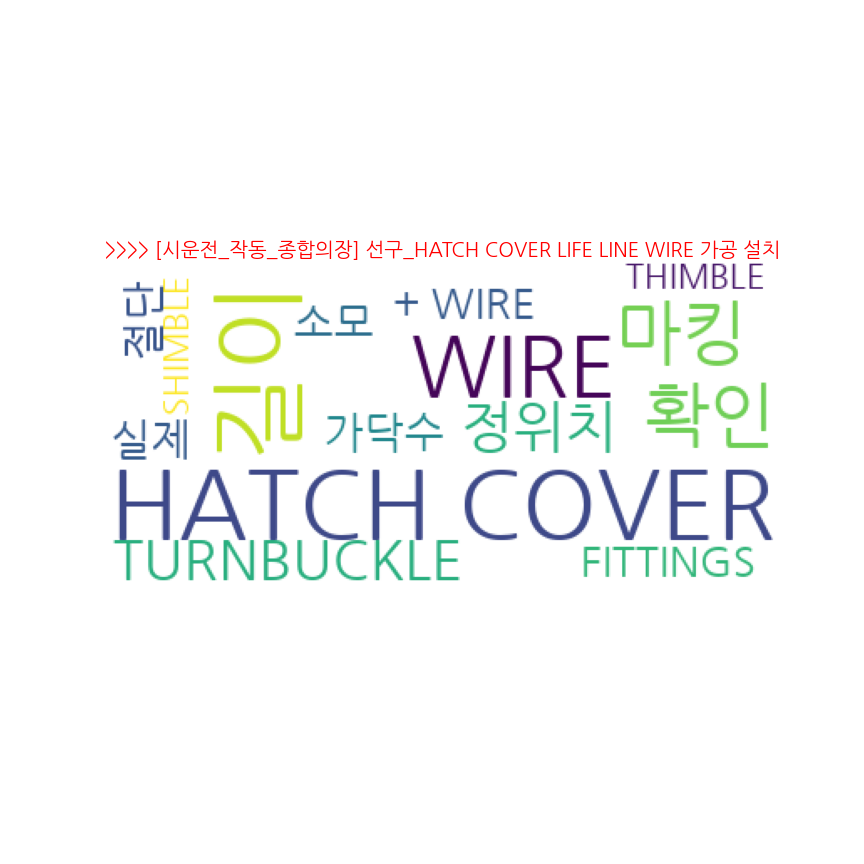 >>>> [시운전_작동_종합의장] 선구_HATCH COVER LIFE LINE WIRE 가공 설치
THIMBLE
절단
SHIMBLE
길이
소모
+ WIRE
마킹
WIRE
확인
실제
가닥수
정위치
HATCH COVER
TURNBUCKLE
FITTINGS